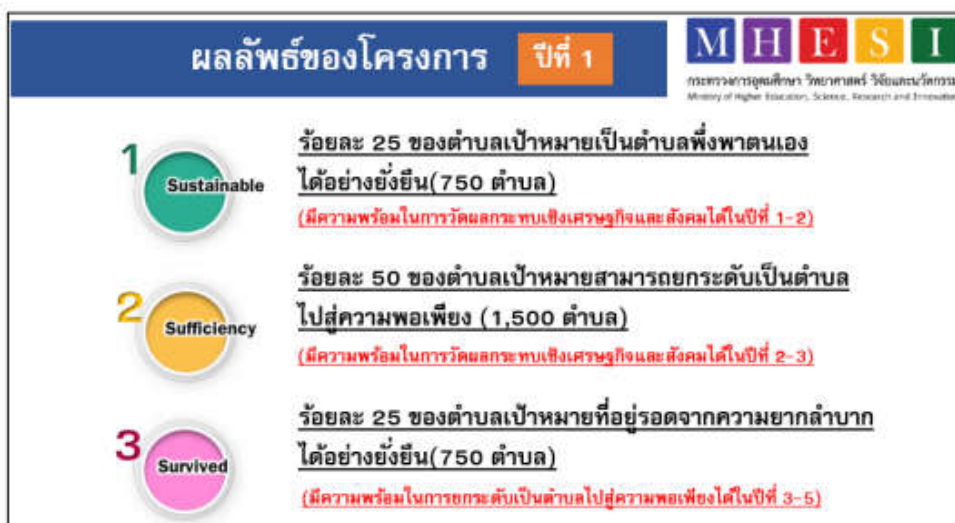 ผลลัพธ์ของโครงการ ปีที่ 1
M H E S I
กระทรวงการอุดมศึกษา วิทยาศาสตร์ วิจัยและนวัตกรรม
Ministry of Higher Education, Science, Research and Innovation
1 Sustainable
ร้อยละ 25 ของตำบลเป้าหมายเป็นตำบลพึ่งพาตนเอง
ได้อย่างยั่งยืน(750 ตำบล)
(มีความพร้อมในการวัดผลกระทบเชิงเศรษฐกิจและสังคมได้ในปีที่ 1-2)
2 Sufficiency
ร้อยละ 50 ของตำบลเป้าหมายสามารถยกระดับเป็นตำบล
ไปสู่ความพอเพียง (1,500 ตำบล)
(มีความพร้อมในการวัดผลกระทบเชิงเศรษฐกิจและสังคมได้ในปีที่ 2-3)
3 Survived
ร้อยละ 25 ของตำบลเป้าหมายที่อยู่รอดจากความยากลำบาก
ได้อย่างยั่งยืน(750 ตำบล)
(มีความพร้อมในการยกระดับเป็นตำบลไปสู่ความพอเพียงได้ในปีที่ 3-5)